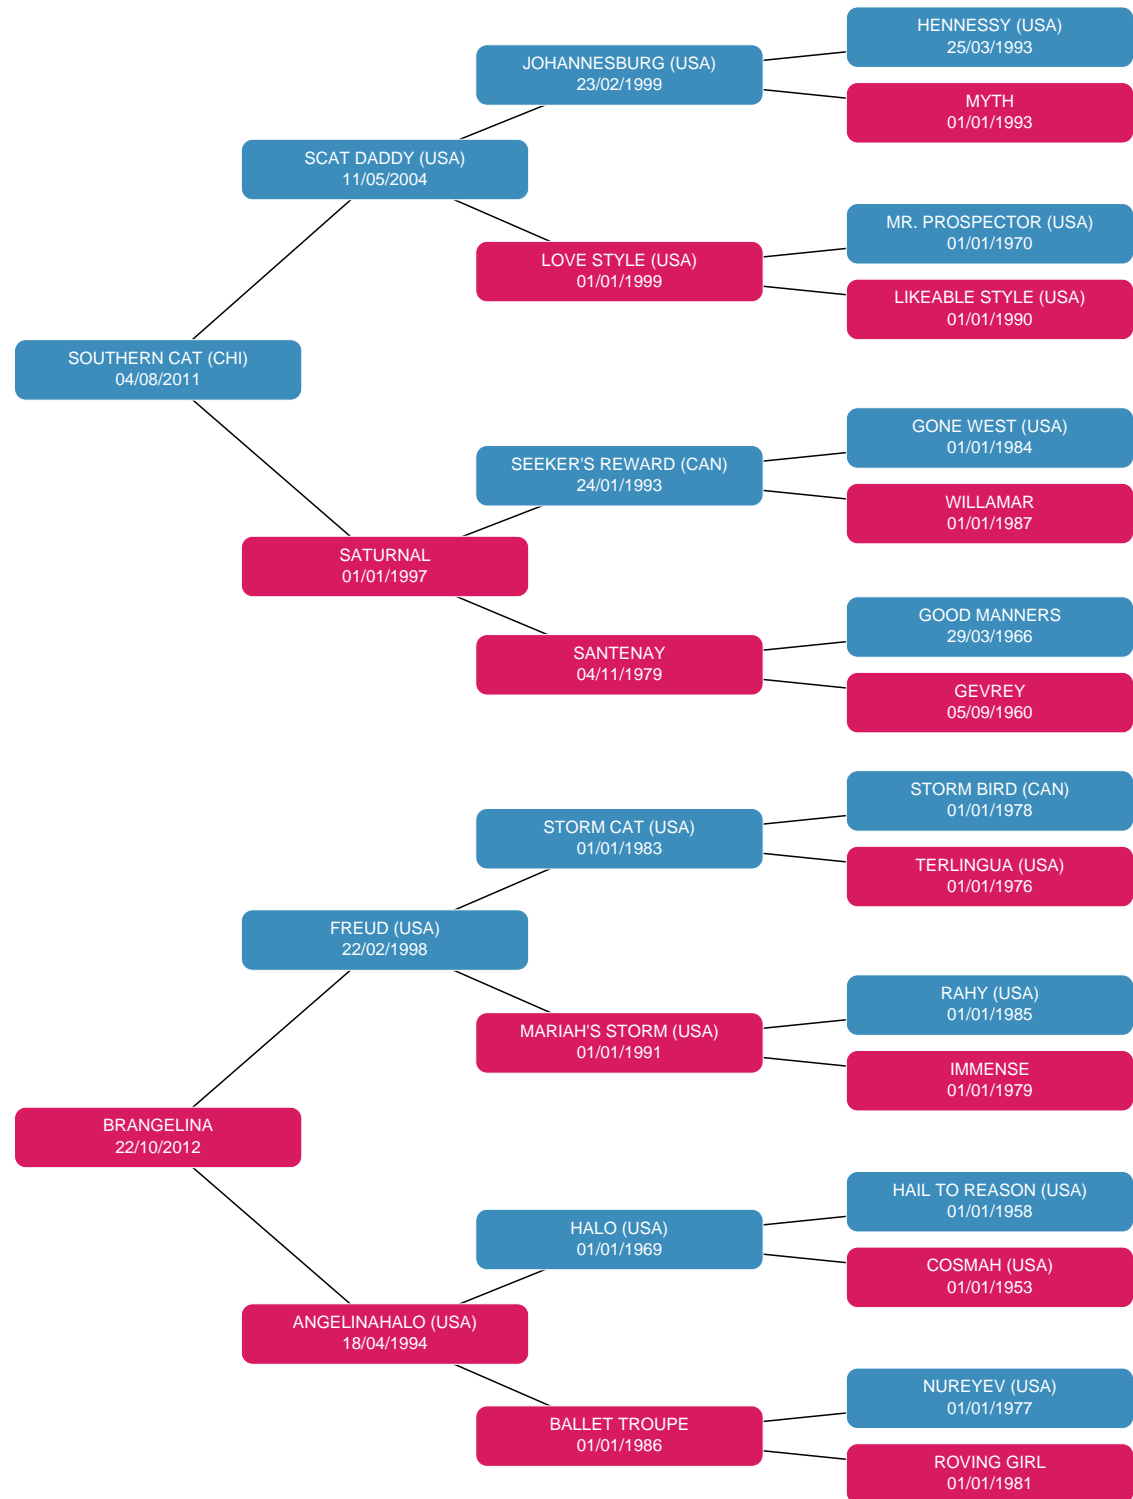 HENNESSY (USA)
25/03/1993
JOHANNESBURG (USA)
23/02/1999
MYTH
01/01/1993
SCAT DADDY (USA)
11/05/2004
MR. PROSPECTOR (USA)
01/01/1970
LOVE STYLE (USA)
01/01/1999
LIKEABLE STYLE (USA)
01/01/1990
SOUTHERN CAT (CHI)
04/08/2011
GONE WEST (USA)
01/01/1984
SEEKER'S REWARD (CAN)
24/01/1993
WILLAMAR
01/01/1987
SATURNAL
01/01/1997
GOOD MANNERS
29/03/1966
SANTENAY
04/11/1979
GEVREY
05/09/1960
STORM BIRD (CAN)
01/01/1978
STORM CAT (USA)
01/01/1983
TERLINGUA (USA)
01/01/1976
FREUD (USA)
22/02/1998
RAHY (USA)
01/01/1985
MARIAH'S STORM (USA)
01/01/1991
IMMENSE
01/01/1979
BRANGELINA
22/10/2012
HAIL TO REASON (USA)
01/01/1958
HALO (USA)
01/01/1969
COSMAH (USA)
01/01/1953
ANGELINAHALO (USA)
18/04/1994
NUREYEV (USA)
01/01/1977
BALLET TROUPE
01/01/1986
ROVING GIRL
01/01/1981